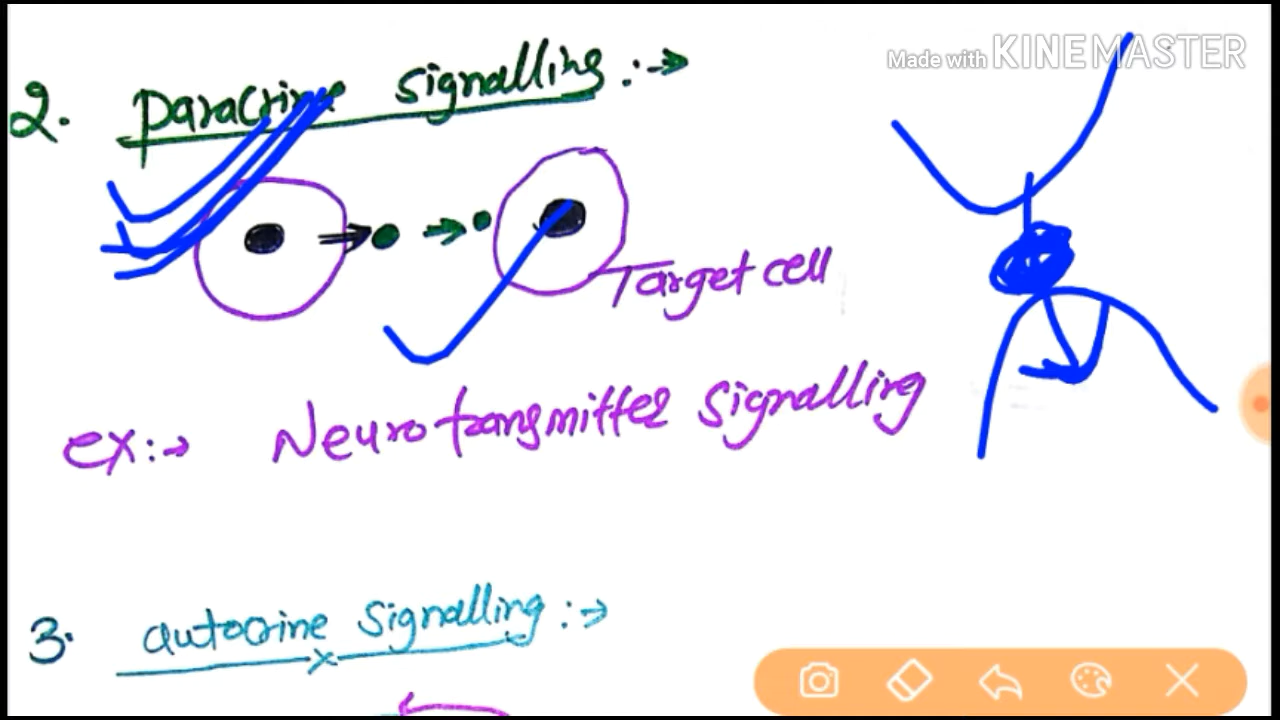 Made with KINEMASTER
2. paracrine signalling :→
Target cell
ex :→ Neurotransmitter signalling
3. autocrine signalling :→